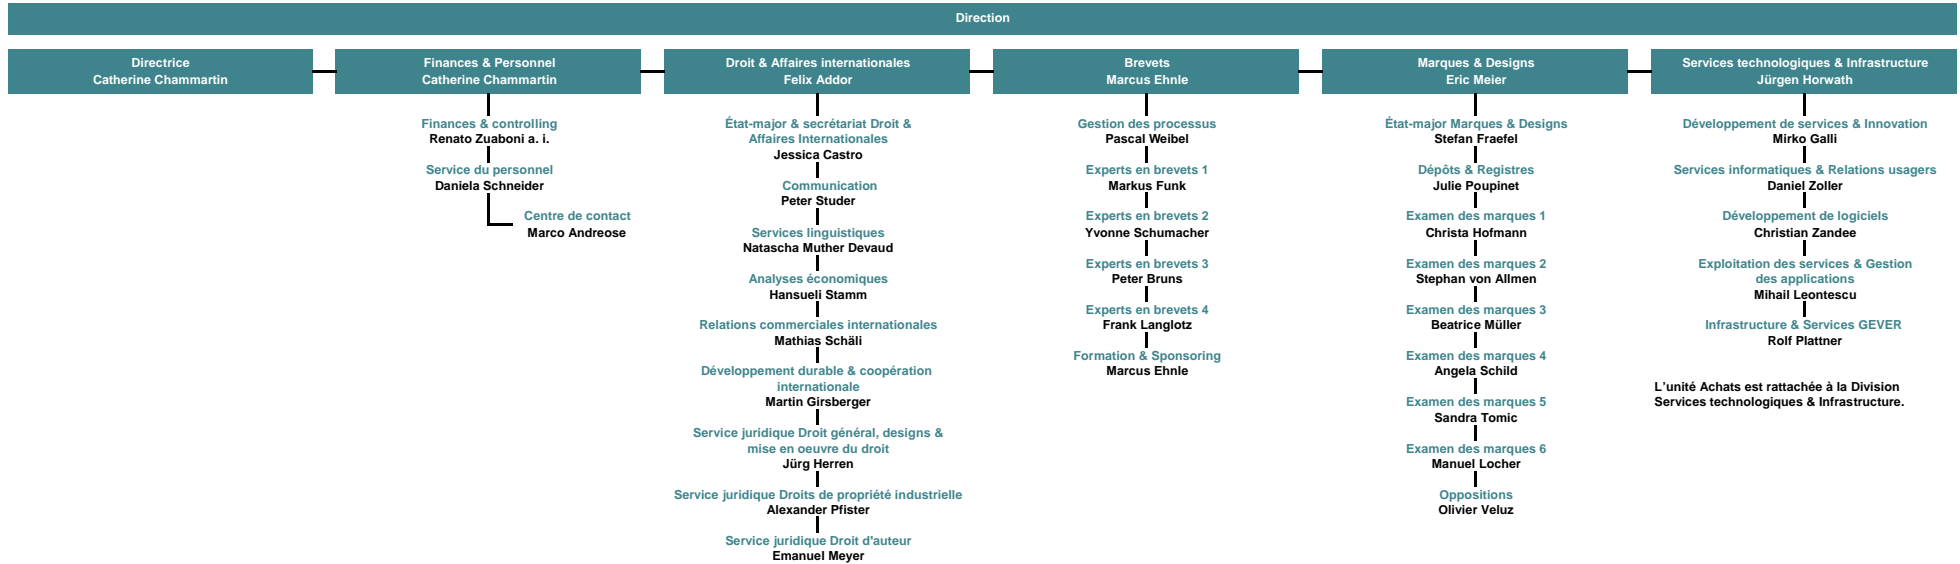 Direction
Directrice
Catherine Chammartin
Finances & Personnel
Catherine Chammartin
Finances & controlling
Renato Zuaboni a. i.
Service du personnel
Daniela Schneider
Centre de contact
Marco Andreose
Droit & Affaires internationales
Felix Addor
État-major & secrétariat Droit &
Affaires Internationales
Jessica Castro
Communication
Peter Studer
Services linguistiques
Natascha Muther Devaud
Analyses économiques
Hansueli Stamm
Relations commerciales internationales
Mathias Schäli
Développement durable & coopération
internationale
Martin Girsberger
Service juridique Droit général, designs &
mise en oeuvre du droit
Jürg Herren
Service juridique Droits de propriété industrielle
Alexander Pfister
Service juridique Droit d'auteur
Emanuel Meyer
Brevets
Marcus Ehnle
Gestion des processus
Pascal Weibel
Experts en brevets 1
Markus Funk
Experts en brevets 2
Yvonne Schumacher
Experts en brevets 3
Peter Bruns
Experts en brevets 4
Frank Langlotz
Formation & Sponsoring
Marcus Ehnle
Marques & Designs
Eric Meier
État-major Marques & Designs
Stefan Fraefel
Dépôts & Registres
Julie Poupinet
Examen des marques 1
Christa Hofmann
Examen des marques 2
Stephan von Allmen
Examen des marques 3
Beatrice Müller
Examen des marques 4
Angela Schild
Examen des marques 5
Sandra Tomic
Examen des marques 6
Manuel Locher
Oppositions
Olivier Veluz
Services technologiques & Infrastructure
Jürgen Horwath
Développement de services & Innovation
Mirko Galli
Services informatiques & Relations usagers
Daniel Zoller
Développement de logiciels
Christian Zandee
Exploitation des services & Gestion
des applications
Mihail Leontescu
Infrastructure & Services GEVER
Rolf Plattner
L'unité Achats est rattachée à la Division
Services technologiques & Infrastructure.